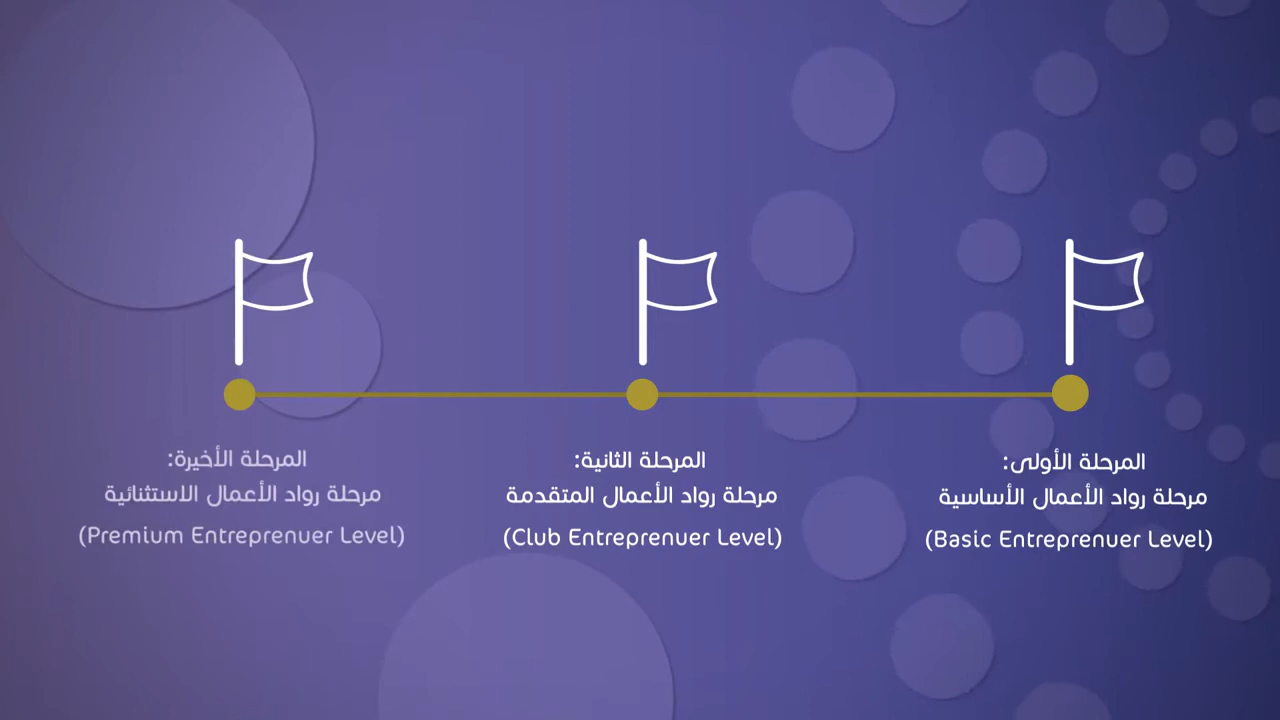 المرحلة الأولى:
مرحلة رواد الأعمال الأساسية
(Basic Entreprenuer Level)
المرحلة الثانية:
مرحلة رواد الأعمال المتقدمة
(Club Entreprenuer Level)
المرحلة الأخيرة:
مرحلة رواد الأعمال الاستثنائية
(Premium Entreprenuer Level)